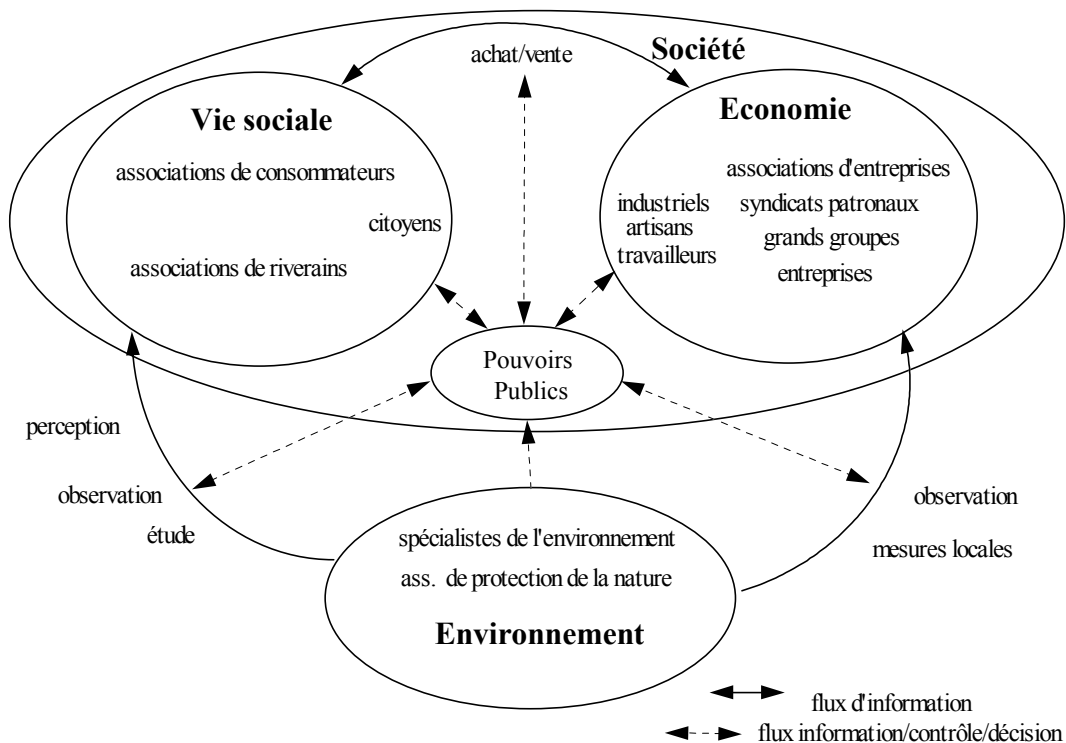 Société
achat/vente
Vie sociale
associations de consommateurs
citoyens
associations de riverains
Economie
associations d'entreprises
industriels
syndicats patronaux
artisans
grands groupes
travailleurs
entreprises
Pouvoirs
Publics
perception
observation
étude
observation
mesures locales
spécialistes de l'environnement
ass. de protection de la nature
Environnement
flux d'information
flux information/contrôle/décision